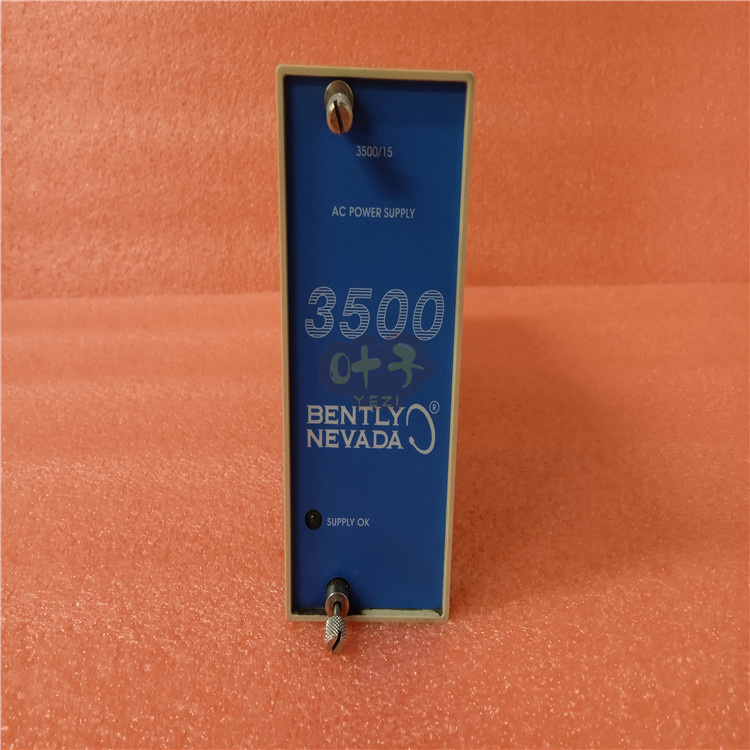 3500/15
AC POWER SUPPLY
3500
叶子
YEZI
BENTLY
NEVADA ®
SUPPLY OK